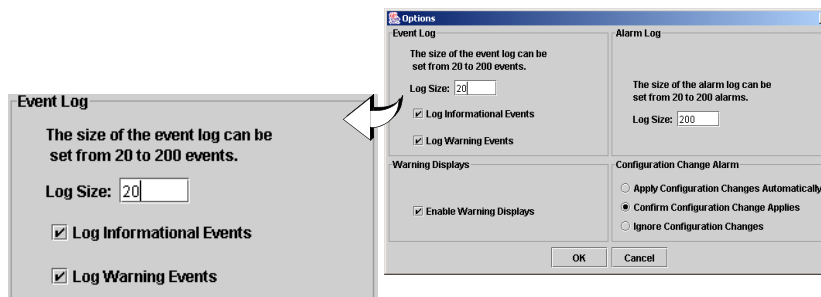 Options
Event Log
The size of the event log can be
set from 20 to 200 events.
Log Size: 20
Log Informational Events
Log Warning Events
Alarm Log
The size of the alarm log can be
set from 20 to 200 alarms.
Log Size: 200
Warning Displays
Enable Warning Displays
Configuration Change Alarm
Apply Configuration Changes Automatically
Confirm Configuration Change Applies
Ignore Configuration Changes
OK
Cancel
Event Log
The size of the event log can be
set from 20 to 200 events.
Log Size: 20
Log Informational Events
Log Warning Events